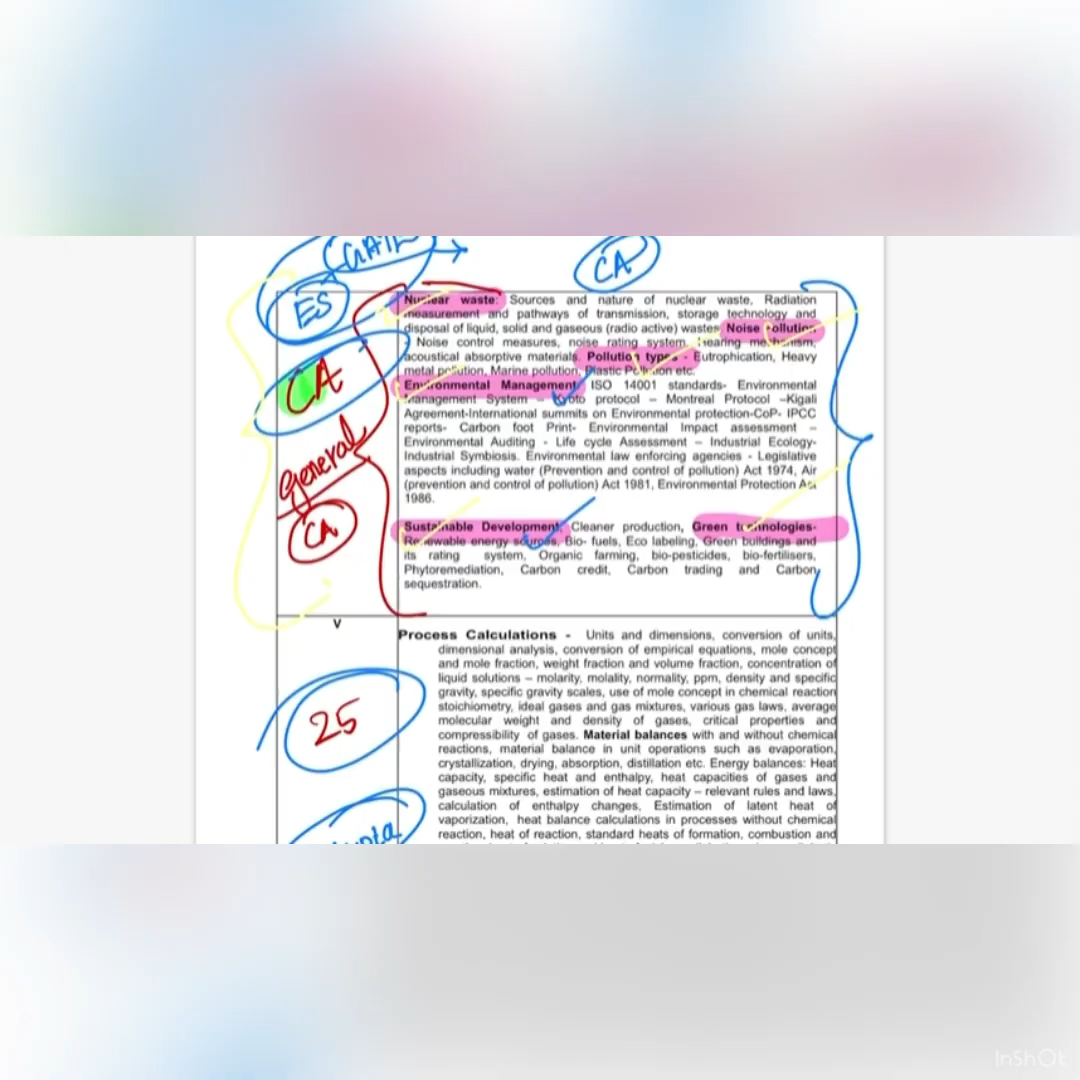 CA
ES
Nuclear waste: Sources and nature of nuclear waste, Radiation
measurement and pathways of transmission, storage technology and
disposal of liquid, solid and gaseous (radio active) wastes Noise Pollution
- Noise control measures, noise rating system, Hearing mechanism,
acoustical absorptive materials. Pollution types - Eutrophication, Heavy
metal pollution, Marine pollution, Plastic Pollution etc.
CA
Environmental Management, ISO 14001 standards- Environmental
Management System – Kyoto protocol – Montreal Protocol –Kigali
Agreement-International summits on Environmental protection-CoP- IPCC
reports- Carbon foot Print- Environmental Impact assessment –
Environmental Auditing - Life cycle Assessment – Industrial Ecology-
Industrial Symbiosis. Environmental law enforcing agencies - Legislative
aspects including water (Prevention and control of pollution) Act 1974, Air
(prevention and control of pollution) Act 1981, Environmental Protection Act
1986.
General
CA
Sustainable Development, Cleaner production, Green technologies-
Renewable energy sources, Bio- fuels, Eco labeling, Green buildings and
its rating system, Organic farming, bio-pesticides, bio-fertilisers,
Phytoremediation, Carbon credit, Carbon trading and Carbon
sequestration.
V
Process Calculations - Units and dimensions, conversion of units,
dimensional analysis, conversion of empirical equations, mole concept
and mole fraction, weight fraction and volume fraction, concentration of
liquid solutions – molarity, molality, normality, ppm, density and specific
gravity, specific gravity scales, use of mole concept in chemical reaction
stoichiometry, ideal gases and gas mixtures, various gas laws, average
molecular weight and density of gases, critical properties and
compressibility of gases. Material balances with and without chemical
reactions, material balance in unit operations such as evaporation,
crystallization, drying, absorption, distillation etc. Energy balances: Heat
capacity, specific heat and enthalpy, heat capacities of gases and
gaseous mixtures, estimation of heat capacity – relevant rules and laws,
calculation of enthalpy changes, Estimation of latent heat of
vaporization, heat balance calculations in processes without chemical
reaction, heat of reaction, standard heats of formation, combustion and
25
InShOt